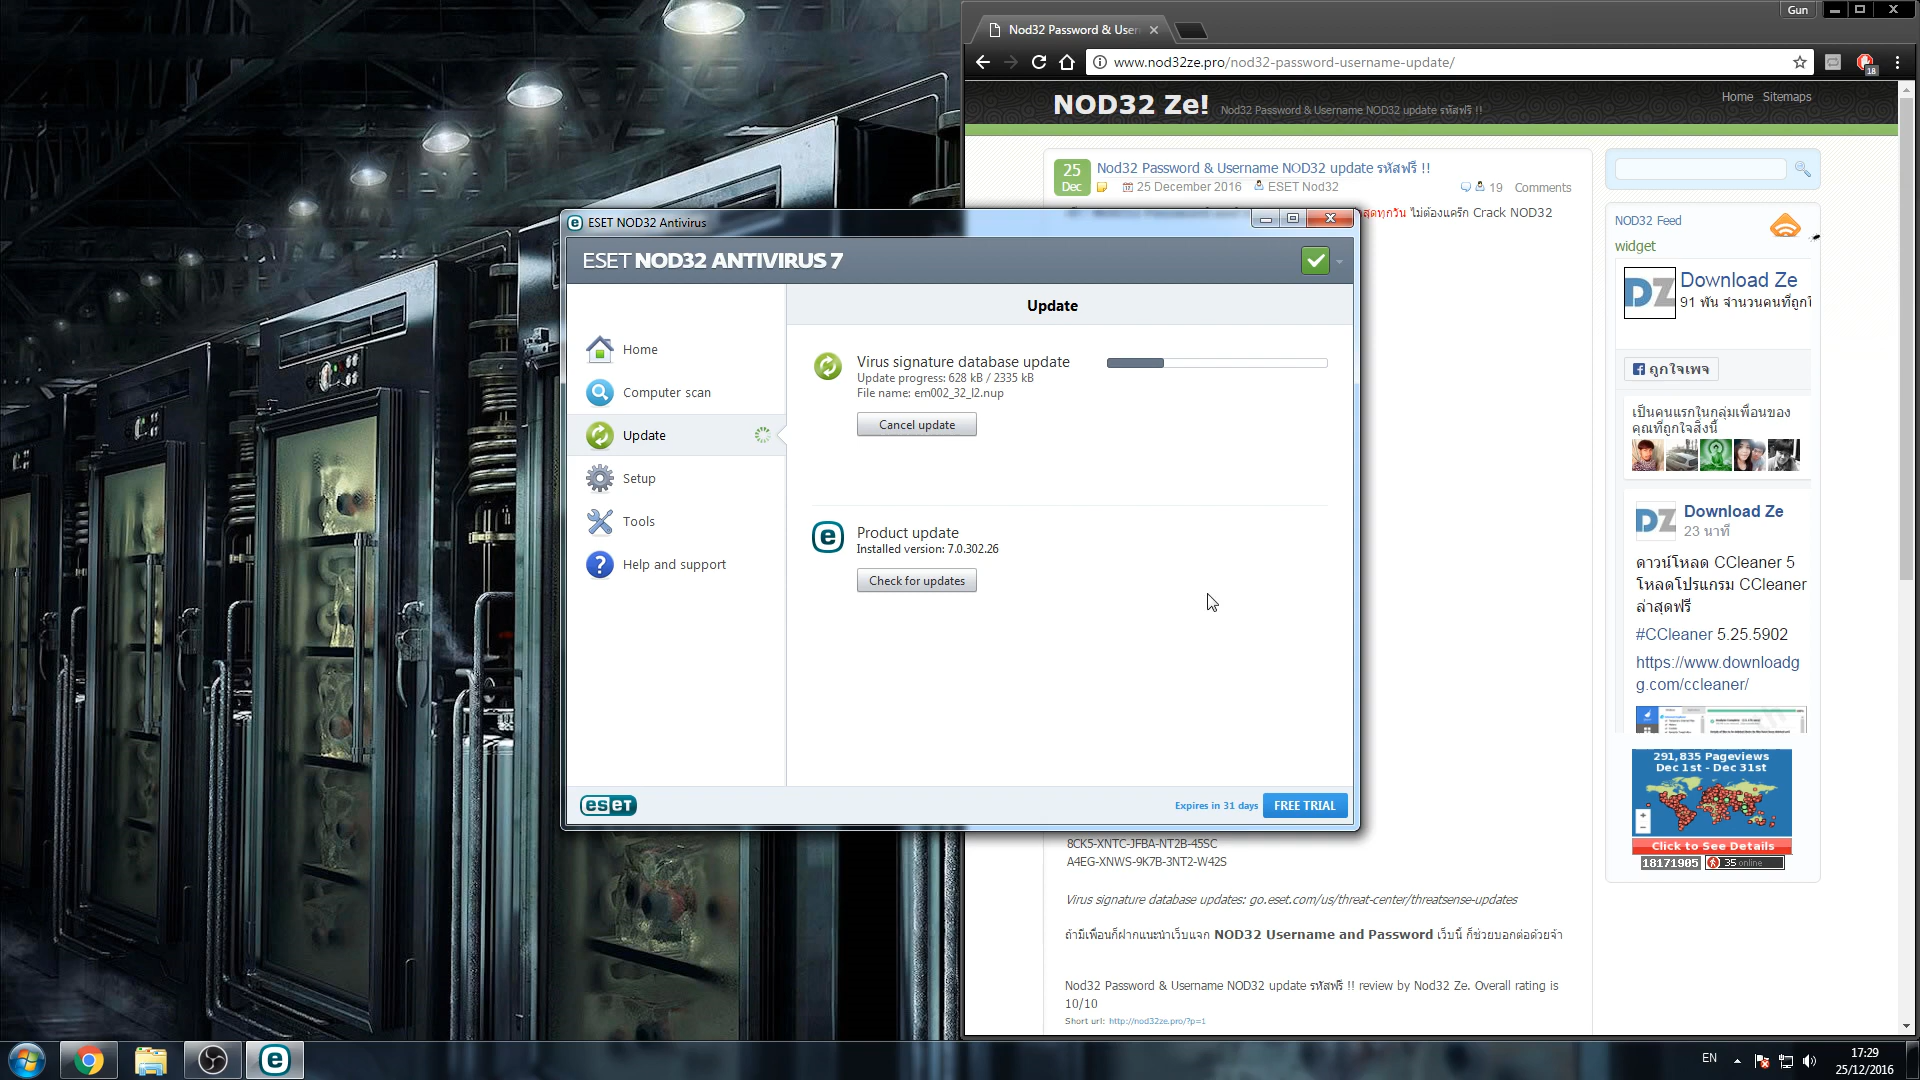 Gun
Nod32 Password & User
www.nod32ze.pro/nod32-password-username-update/
18
NOD32 Ze!
Nod32 Password & Username NOD32 update รหัสฟรี !!
Home Sitemaps
25
Dec
Nod32 Password & Username NOD32 update รหัสฟรี !!
25 December 2016 ESET Nod32
19 Comments
สุดทุกวัน ไม่ต้องแคร๊ก Crack NOD32
ESET NOD32 Antivirus
ESET NOD32 ANTIVIRUS 7
Update
Home
Computer scan
Update
Setup
Tools
Help and support
Virus signature database update
Update progress: 628 kB / 2335 kB
File name: em002_32_l2.nup
Cancel update
Product update
Installed version: 7.0.302.26
Check for updates
eset
Expires in 31 days
FREE TRIAL
8CK5-XNTC-JFBA-NT2B-45SC
A4EG-XNWS-9K7B-3NT2-W42S
Virus signature database updates: go.eset.com/us/threat-center/threatsense-updates
ถ้ามีเพื่อนก็ฝากแนะนำเว็บแจก NOD32 Username and Password เว็บนี้ ก็ช่วยบอกต่อด้วยจ้า
Nod32 Password & Username NOD32 update รหัสฟรี !! review by Nod32 Ze. Overall rating is
10/10
Short url: http://nod32ze.pro/?p=1
NOD32 Feed
widget
DZ
Download Ze
91 พัน จำนวนคนที่ถูกใ
ถูกใจเพจ
เป็นคนแรกในกลุ่มเพื่อนของ
คุณที่ถูกใจสิ่งนี้
DZ
Download Ze
23 นาที
ดาวน์โหลด CCleaner 5
โหลดโปรแกรม CCleaner
ล่าสุดฟรี
#CCleaner 5.25.5902
https://www.downloadg
g.com/ccleaner/
291,835 Pageviews
Dec 1st - Dec 31st
Click to See Details
18171905
35 online
EN
17:29
25/12/2016